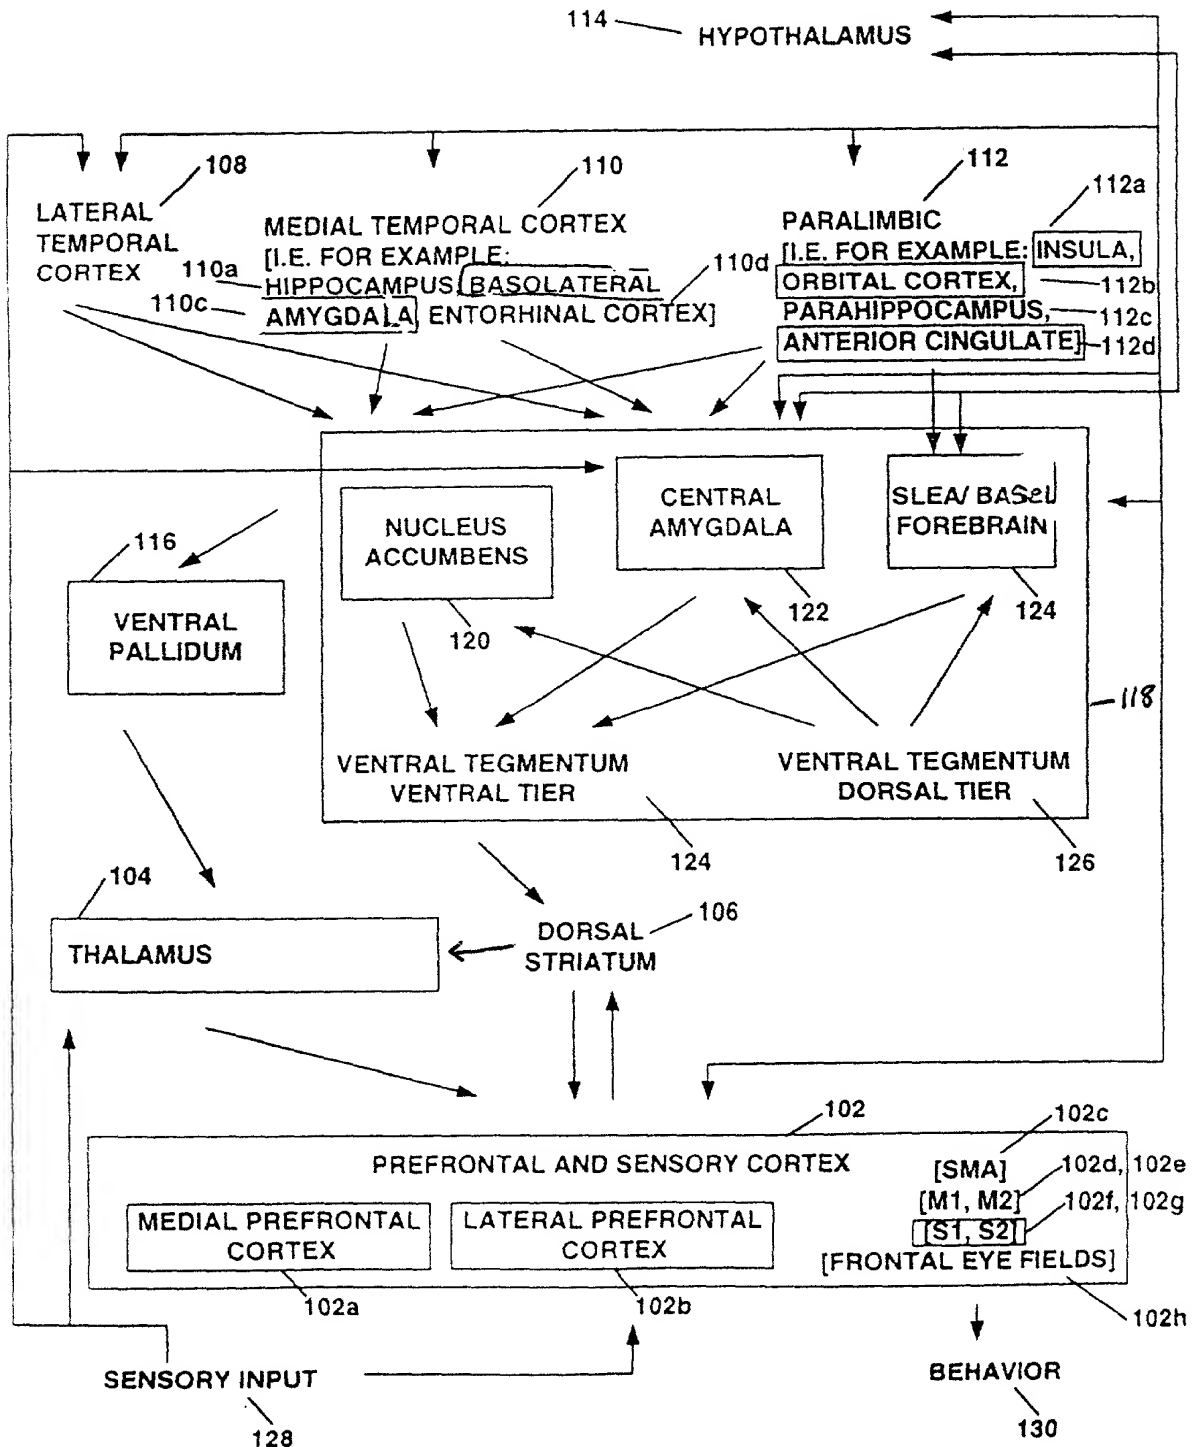 114
HYPOTHALAMUS
108
LATERAL
TEMPORAL
CORTEX
110
MEDIAL TEMPORAL CORTEX
[I.E. FOR EXAMPLE:
110a
HIPPOCAMPUS, BASOLATERAL
110d
110c
AMYGDALA, ENTORHINAL CORTEX]
112
112a
PARALIMBIC
[I.E. FOR EXAMPLE: INSULA,
ORBITAL CORTEX,
112b
PARAHIPPOCAMPUS,
112c
ANTERIOR CINGULATE]
112d
NUCLEUS
ACCUMBENS
120
CENTRAL
AMYGDALA
122
SLEA/ BASel
FOREBRAIN
124
116
VENTRAL
PALLIDUM
118
VENTRAL TEGMENTUM
VENTRAL TIER
124
VENTRAL TEGMENTUM
DORSAL TIER
126
104
THALAMUS
106
DORSAL
STRIATUM
102
PREFRONTAL AND SENSORY CORTEX
MEDIAL PREFRONTAL
CORTEX
102a
LATERAL PREFRONTAL
CORTEX
102b
102c
[SMA]
102d, 102e
[M1, M2]
102f, 102g
[S1, S2]
[FRONTAL EYE FIELDS]
102h
SENSORY INPUT
128
BEHAVIOR
130